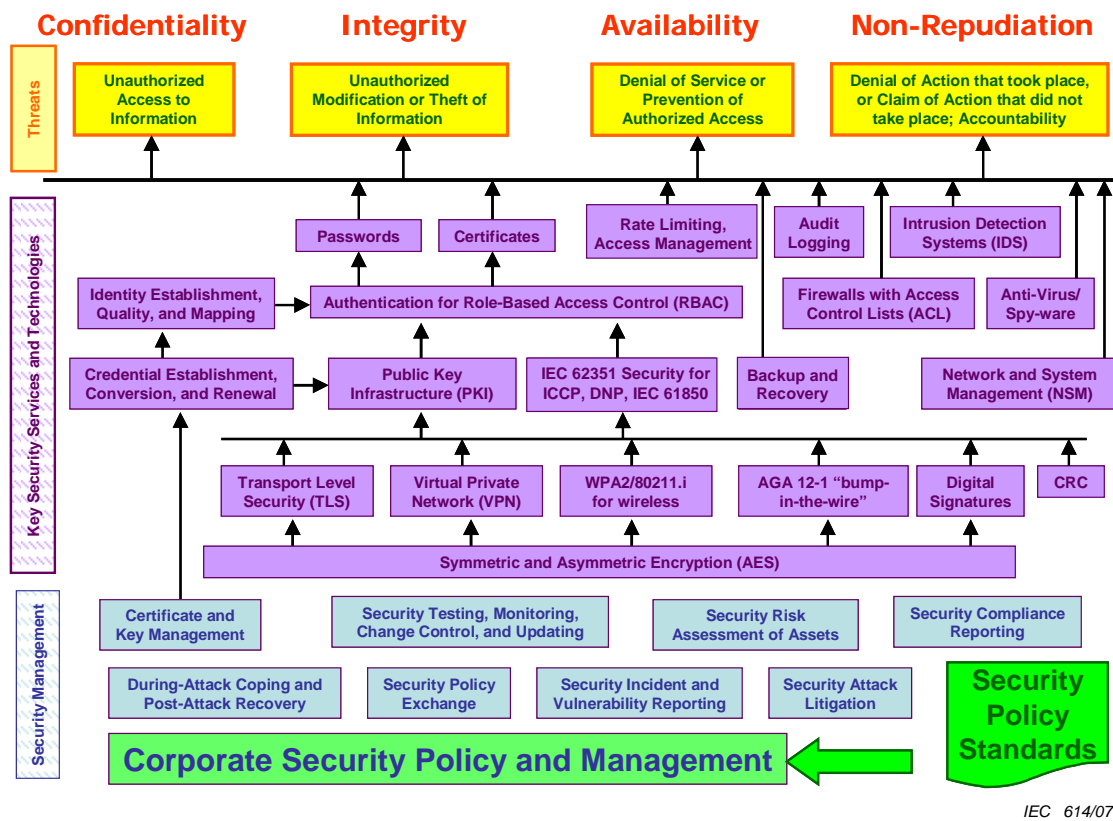 Confidentiality
Integrity
Availability
Non-Repudiation
Threats
Unauthorized
Access to
Information
Unauthorized
Modification or Theft of
Information
Denial of Service or
Prevention of
Authorized Access
Denial of Action that took place,
or Claim of Action that did not
take place; Accountability
Key Security Services and Technologies
Passwords
Certificates
Rate Limiting,
Access Management
Audit
Logging
Intrusion Detection
Systems (IDS)
Identity Establishment,
Quality, and Mapping
Authentication for Role-Based Access Control (RBAC)
Firewalls with Access
Control Lists (ACL)
Anti-Virus/
Spy-ware
Credential Establishment,
Conversion, and Renewal
Public Key
Infrastructure (PKI)
IEC 62351 Security for
ICCP, DNP, IEC 61850
Backup and
Recovery
Network and System
Management (NSM)
Transport Level
Security (TLS)
Virtual Private
Network (VPN)
WPA2/80211.i
for wireless
AGA 12-1 “bump-
in-the-wire”
Digital
Signatures
CRC
Symmetric and Asymmetric Encryption (AES)
Security Management
Certificate and
Key Management
Security Testing, Monitoring,
Change Control, and Updating
Security Risk
Assessment of Assets
Security Compliance
Reporting
During-Attack Coping and
Post-Attack Recovery
Security Policy
Exchange
Security Incident and
Vulnerability Reporting
Security Attack
Litigation
Security
Policy
Standards
Corporate Security Policy and Management
IEC 614/07